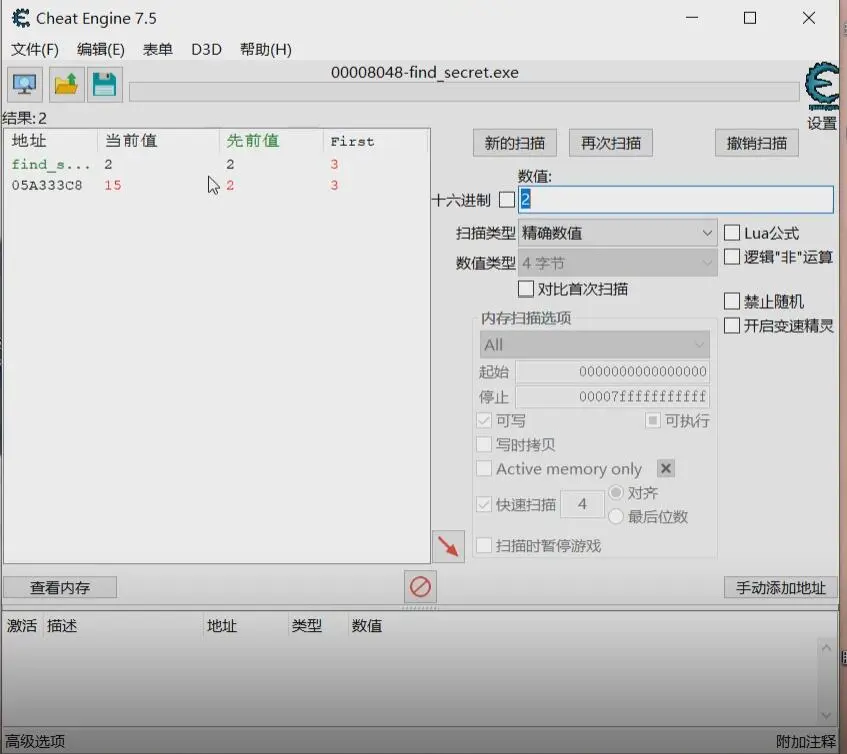 Cheat Engine 7.5
文件(F) 编辑(E) 表单 D3D 帮助(H)
00008048-find_secret.exe
结果:2
设置
地址 当前值 先前值 First
find_s... 2 2 3
05A333C8 15 2 3
新的扫描 再次扫描 撤销扫描
数值:
十六进制 2
扫描类型 精确数值 Lua公式
数值类型 4 字节 逻辑"非"运算
对比首次扫描
禁止随机
内存扫描选项 开启变速精灵
All
起始 0000000000000000
停止 00007fffffffffff
可写 可执行
写时拷贝
Active memory only
快速扫描 4 对齐
最后位数
扫描时暂停游戏
查看内存 手动添加地址
激活 描述 地址 类型 数值
高级选项 附加注释